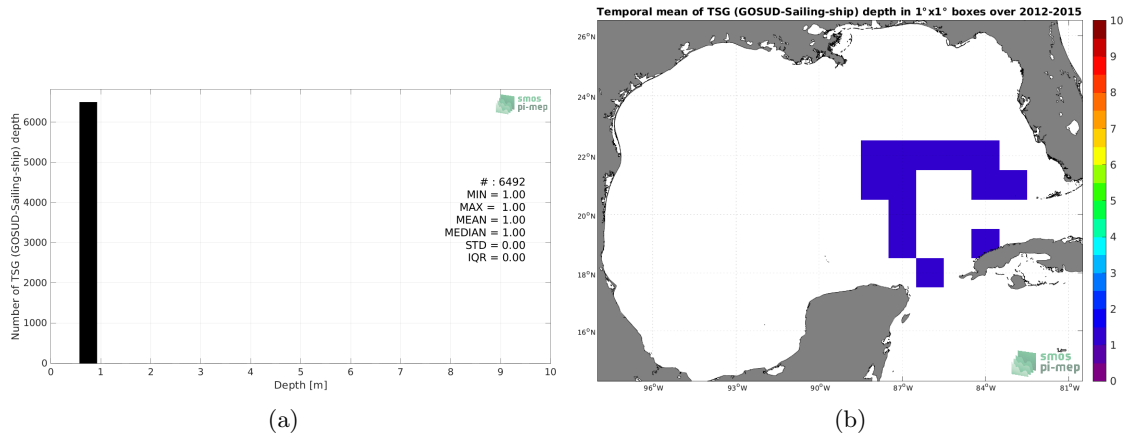 smos
pi-mep
Number of TSG (GOSUD-Sailing-ship) depth
6000
5000
4000
3000
2000
1000
0
# : 6492
MIN = 1.00
MAX = 1.00
MEAN = 1.00
MEDIAN = 1.00
STD = 0.00
IQR = 0.00
0 1 2 3 4 5 6 7 8 9 10
Depth [m]
(a)
Temporal mean of TSG (GOSUD-Sailing-ship) depth in 1°x1° boxes over 2012-2015
26°N
24°N
22°N
20°N
18°N
16°N
96°W 93°W 90°W 87°W 84°W 81°W
smos
pi-mep
10
9
8
7
6
5
4
3
2
1
0
(b)